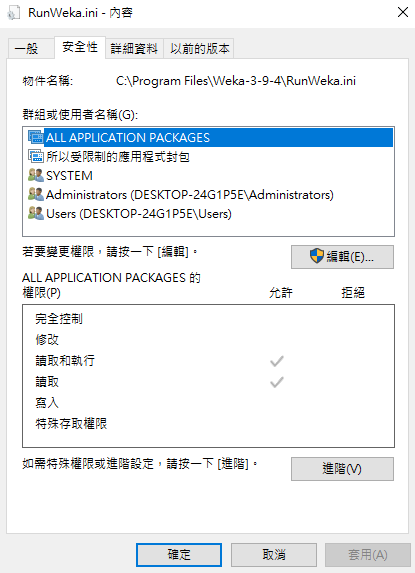 RunWeka.ini - 內容
一般
安全性
詳細資料
以前的版本
物件名稱:
C:\Program Files\Weka-3-9-4\RunWeka.ini
群組或使用者名稱(G):
ALL APPLICATION PACKAGES
所以受限制的應用程式封包
SYSTEM
Administrators (DESKTOP-24G1P5E\Administrators)
Users (DESKTOP-24G1P5E\Users)
若要變更權限，請按一下 [編輯]。
編輯(E)...
ALL APPLICATION PACKAGES 的
權限(P)
允許
拒絕
完全控制
修改
讀取和執行
讀取
寫入
特殊存取權限
如需特殊權限或進階設定，請按一下 [進階]。
進階(V)
確定
取消
套用(A)